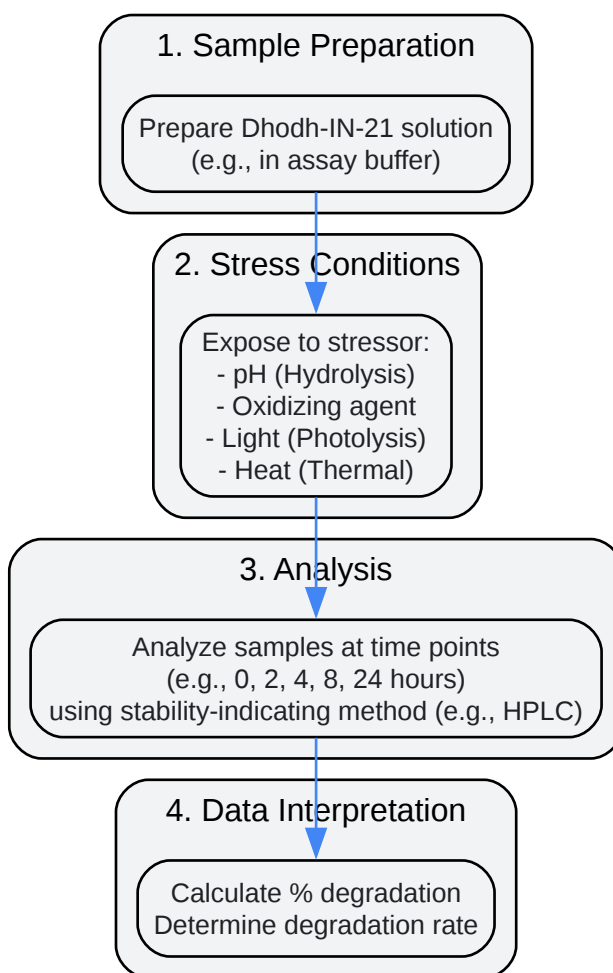 1. Sample Preparation
Prepare Dhodh-IN-21 solution
(e.g., in assay buffer)
2. Stress Conditions
Expose to stressor:
- pH (Hydrolysis)
- Oxidizing agent
- Light (Photolysis)
- Heat (Thermal)
3. Analysis
Analyze samples at time points
(e.g., 0, 2, 4, 8, 24 hours)
using stability-indicating method (e.g., HPLC)
4. Data Interpretation
Calculate % degradation
Determine degradation rate